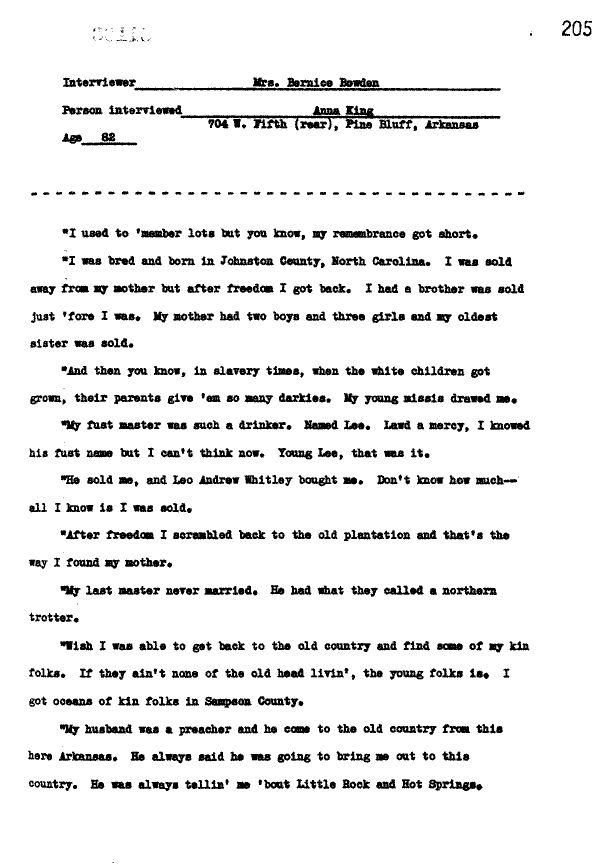 205
Interviewer Mrs. Bernice Bowden
Person interviewed Anna King
704 W. Fifth (rear), Pine Bluff, Arkansas
Age 82
"I used to 'member lots but you know, my remembrance got short.
"I was bred and born in Johnston County, North Carolina. I was sold
away from my mother but after freedom I got back. I had a brother was sold
just 'fore I was. My mother had two boys and three girls and my oldest
sister was sold.
"And then you know, in slavery times, when the white children got
grown, their parents give 'em so many darkies. My young missis drawed me.
"My fust master was such a drinker. Named Lee. Lawd a mercy, I knowed
his fust name but I can't think now. Young Lee, that was it.
"He sold me, and Leo Andrew Whitley bought me. Don't know how much—
all I know is I was sold.
"After freedom I scrambled back to the old plantation and that's the
way I found my mother.
"My last master never married. He had what they called a northern
trotter.
"Wish I was able to get back to the old country and find some of my kin
folks. If they ain't none of the old head livin', the young folks is. I
got oceans of kin folks in Sampson County.
"My husband was a preacher and he come to the old country from this
here Arkansas. He always said he was going to bring me out to this
country. He was always tellin' me 'bout Little Rock and Hot Springs.